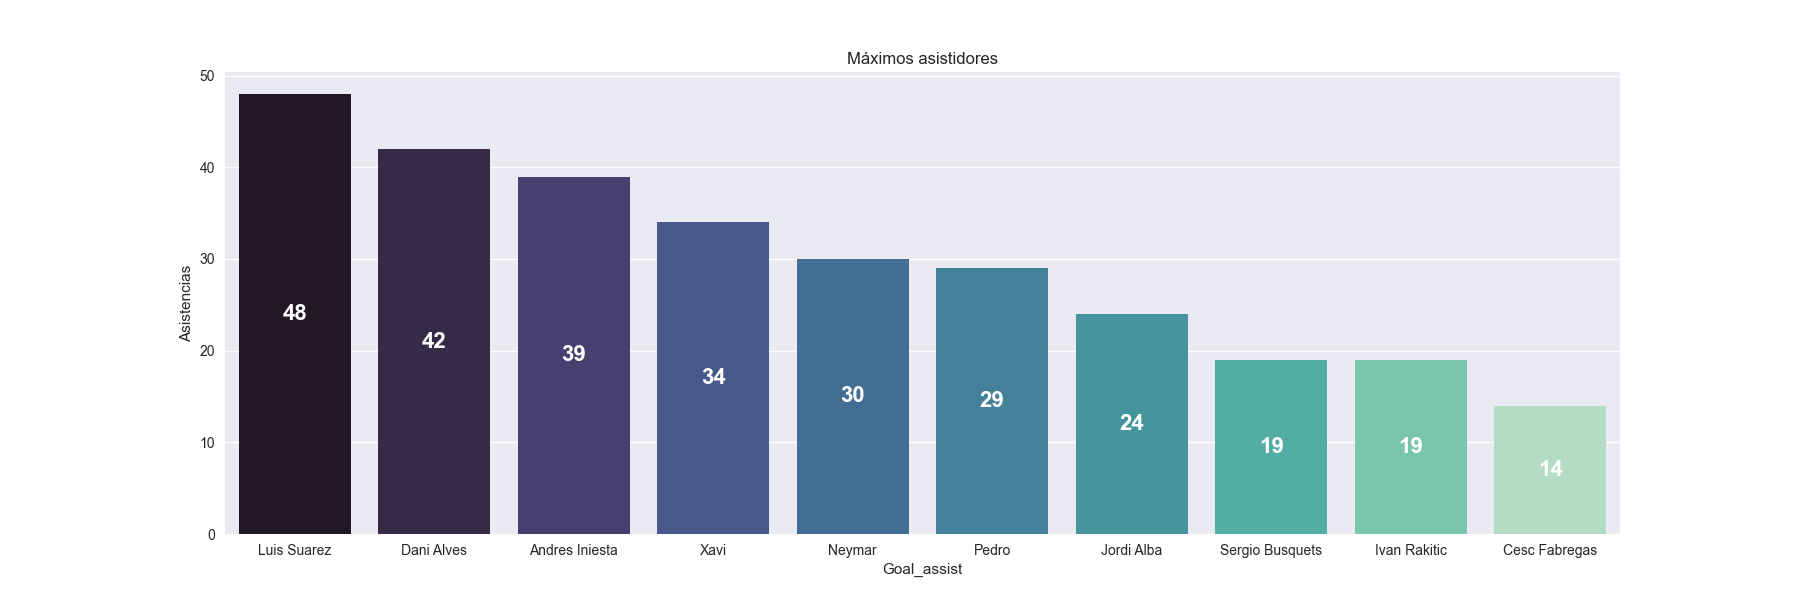 Máximos asistidores
50
40
30
20
10
0
Asistencias
48
42
39
34
30
29
24
19
19
14
Luis Suarez
Dani Alves
Andres Iniesta
Xavi
Neymar
Pedro
Jordi Alba
Sergio Busquets
Ivan Rakitic
Cesc Fabregas
Goal_assist